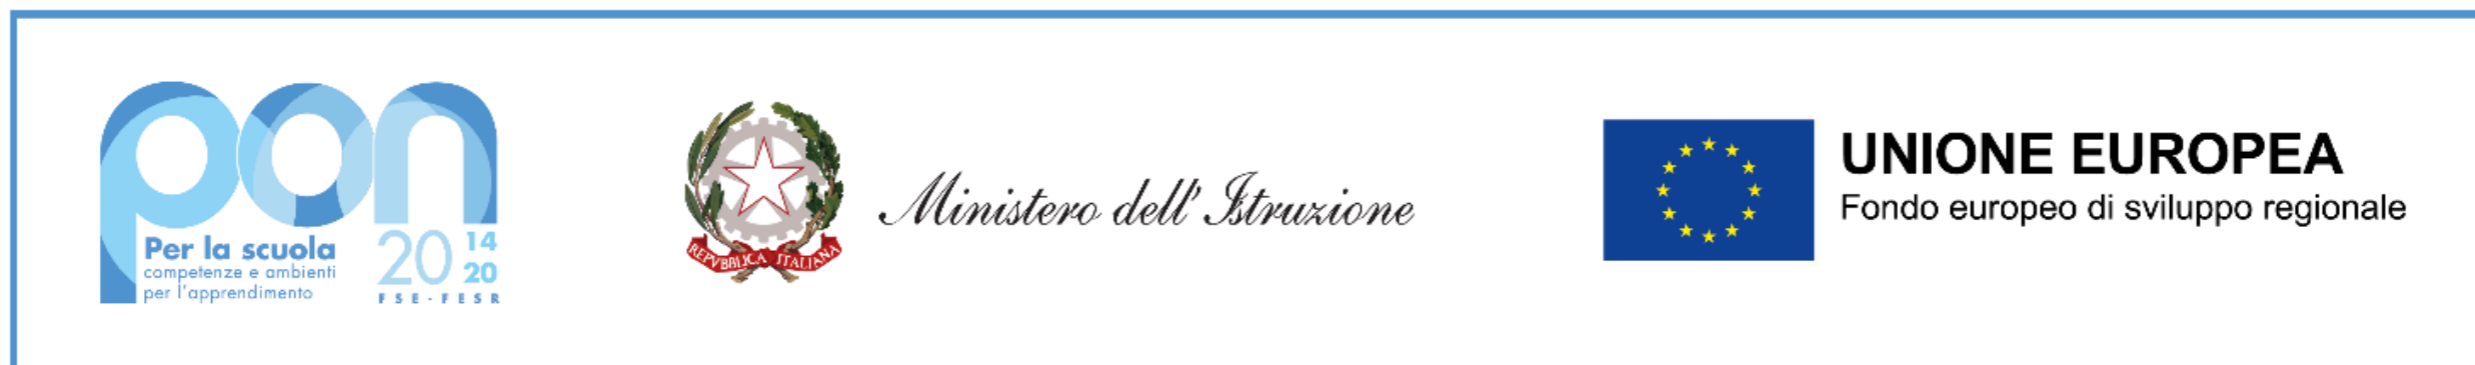 pon
Per la scuola
competenze e ambienti
per l'apprendimento
20 14
20
FSE-FESR
REPVBBLICA ITALIANA
Ministero dell'Istruzione
UNIONE EUROPEA
Fondo europeo di sviluppo regionale